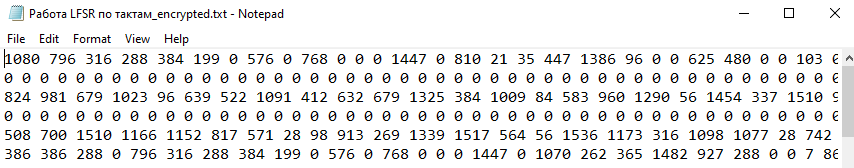 Работа LFSR по тактам_encrypted.txt - Notepad
File Edit Format View Help
1080 796 316 288 384 199 0 576 0 768 0 0 0 1447 0 810 21 35 447 1386 96 0 0 625 480 0 0 103 0
0 0 0 0 0 0 0 0 0 0 0 0 0 0 0 0 0 0 0 0 0 0 0 0 0 0 0 0 0 0 0 0 0 0 0 0 0 0 0 0 0 0 0 0 0 0 0 0
824 981 679 1023 96 639 522 1091 412 632 679 1325 384 1009 84 583 960 1290 56 1454 337 1510 9
0 0 0 0 0 0 0 0 0 0 0 0 0 0 0 0 0 0 0 0 0 0 0 0 0 0 0 0 0 0 0 0 0 0 0 0 0 0 0 0 0 0 0 0 0 0 0 0
508 700 1510 1166 1152 817 571 28 98 913 269 1339 1517 564 56 1536 1173 316 1098 1077 28 742
386 386 288 0 796 316 288 384 199 0 576 0 768 0 0 0 1447 0 1070 262 365 1482 927 288 0 0 7 86